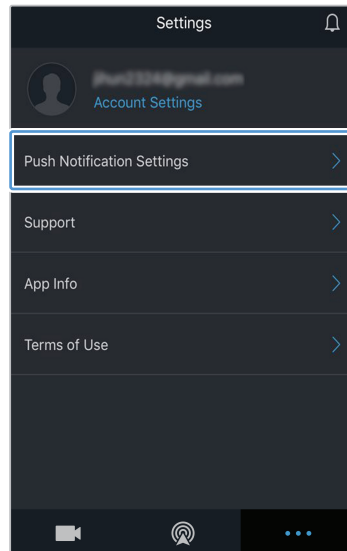 Settings
Account Settings
Push Notification Settings
Support
App Info
Terms of Use